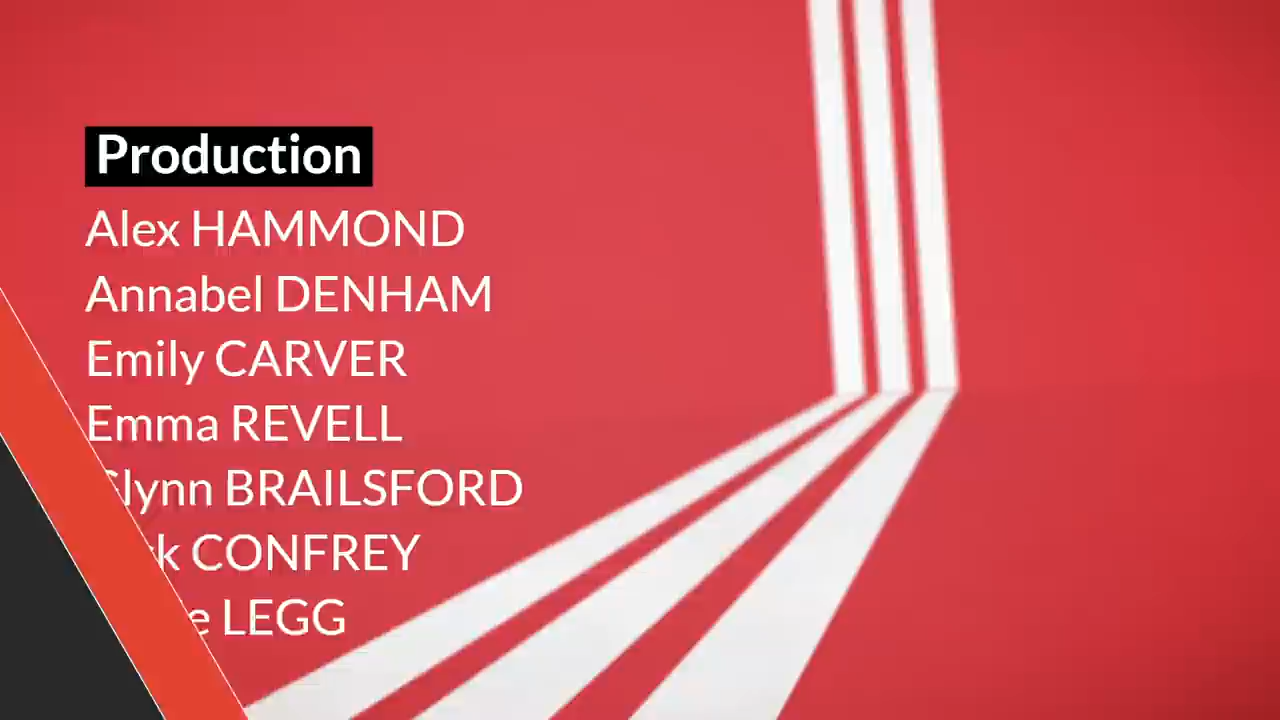 Production
Alex HAMMOND
Annabel DENHAM
Emily CARVER
Emma REVELL
BRAILSFORD
CONFREY
LEGG